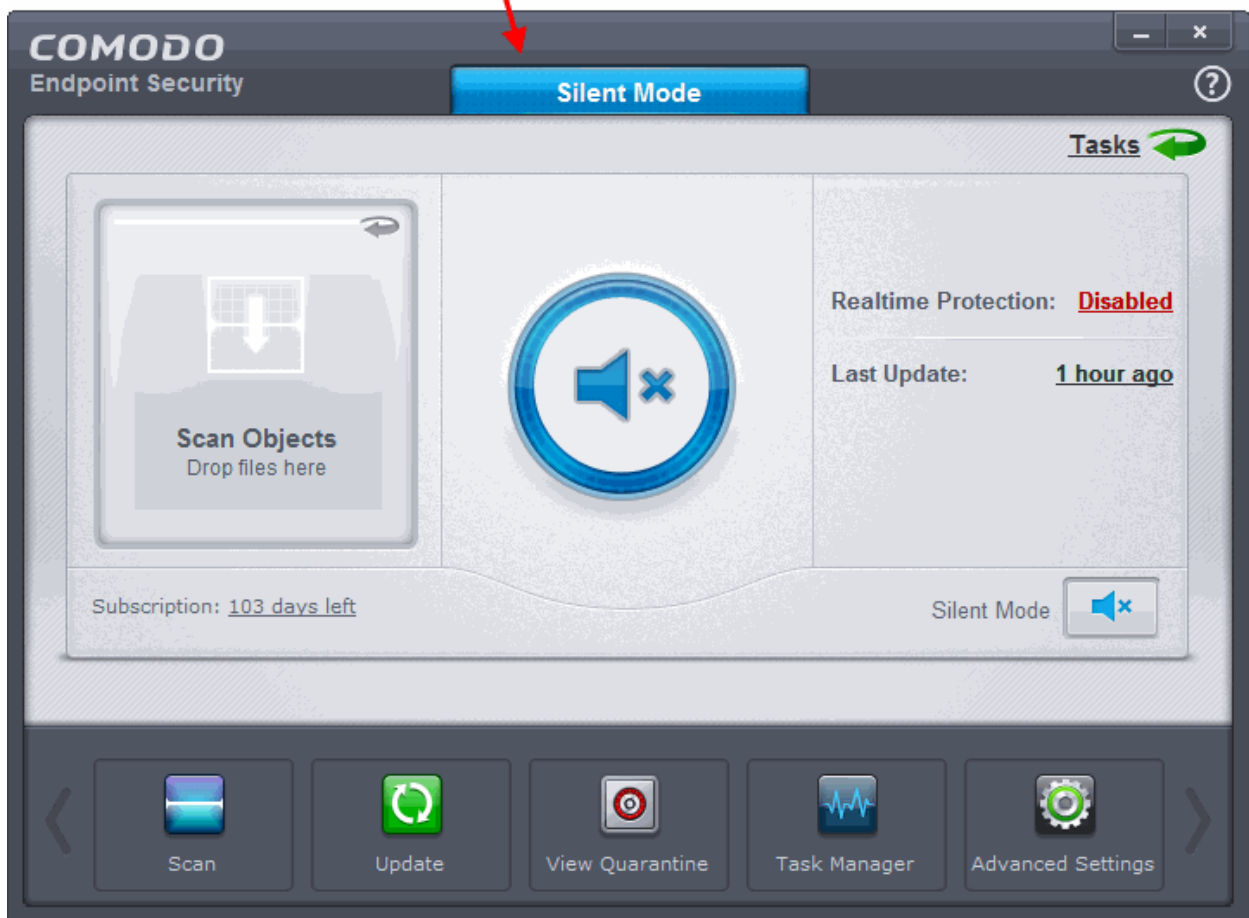 COMODO
Endpoint Security
Silent Mode
?
Tasks
Realtime Protection: Disabled
Last Update: 1 hour ago
Scan Objects
Drop files here
Subscription: 103 days left
Silent Mode
Scan
Update
View Quarantine
Task Manager
Advanced Settings